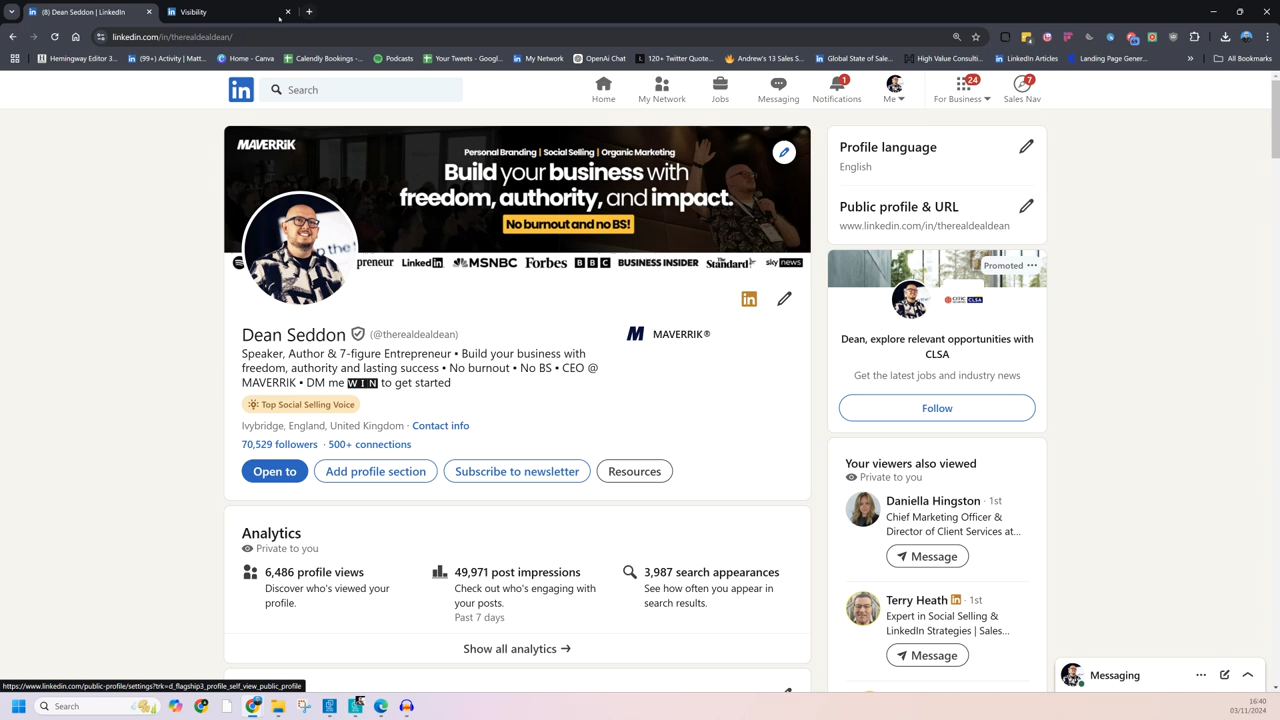 (8) Dean Seddon | LinkedIn
Visibility
linkedin.com/in/therealdealdean/
Hemingway Editor 3...
(99+) Activity | Matt...
Home - Canva
Podcasts
Your Tweets - Googl...
My Network
OpenAi Chat
120+ Twitter Quote...
Andrew's 13 Sales S...
Global State of Sale...
High Value Consulti...
LinkedIn Articles
Landing Page Gener...
All Bookmarks
Search
Home
My Network
Jobs
Messaging
1
Notifications
Me
24
For Business
7
Sales Nav
MAVERRiK
Personal Branding | Social Selling | Organic Marketing
Build your business with
freedom, authority, and impact.
No burnout and no BS!
preneur LinkedIn MSNBC Forbes BBC BUSINESS INSIDER The Standard sky news
Dean Seddon (@therealdealdean)
MAVERRIK®
Speaker, Author & 7-figure Entrepreneur • Build your business with
freedom, authority and lasting success • No burnout • No BS • CEO @
MAVERRIK • DM me W I N to get started
Top Social Selling Voice
Ivybridge, England, United Kingdom · Contact info
70,529 followers · 500+ connections
Open to
Add profile section
Subscribe to newsletter
Resources
Analytics
Private to you
6,486 profile views
Discover who's viewed your
profile.
49,971 post impressions
Check out who's engaging with
your posts.
Past 7 days
3,987 search appearances
See how often you appear in
search results.
Show all analytics →
Profile language
English
Public profile & URL
www.linkedin.com/in/therealdealdean
Promoted
CITIC CLSA
Dean, explore relevant opportunities with
CLSA
Get the latest jobs and industry news
Follow
Your viewers also viewed
Private to you
Daniella Hingston · 1st
Chief Marketing Officer &
Director of Client Services at...
Message
Terry Heath · 1st
Expert in Social Selling &
LinkedIn Strategies | Sales...
Message
Messaging
https://www.linkedin.com/public-profile/settings?trk=d_flagship3_profile_self_view_public_profile
Search
16:40
03/11/2024